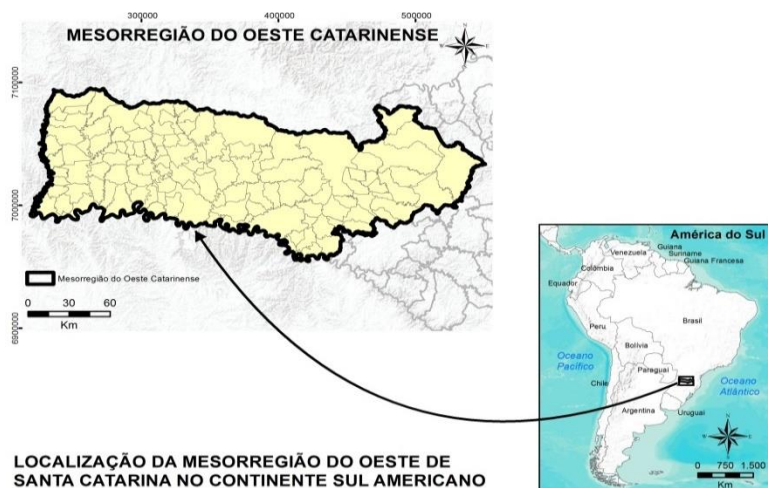 300000 400000 500000
MESORREGIÃO DO OESTE CATARINENSE
N
W E
S
7100000
7000000
6900000
Mesorregião do Oeste Catarinense
0 30 60
Km
América do Sul
Guiana
Suriname
Guiana Francesa
Venezuela
Colômbia
Equador
Peru
Brasil
Bolívia
Oceano
Pacífico
Paraguai
Chile
Oceano
Atlântico
Argentina
Uruguai
N
W E
S
0 750 1.500
Km
LOCALIZAÇÃO DA MESORREGIÃO DO OESTE DE
SANTA CATARINA NO CONTINENTE SUL AMERICANO